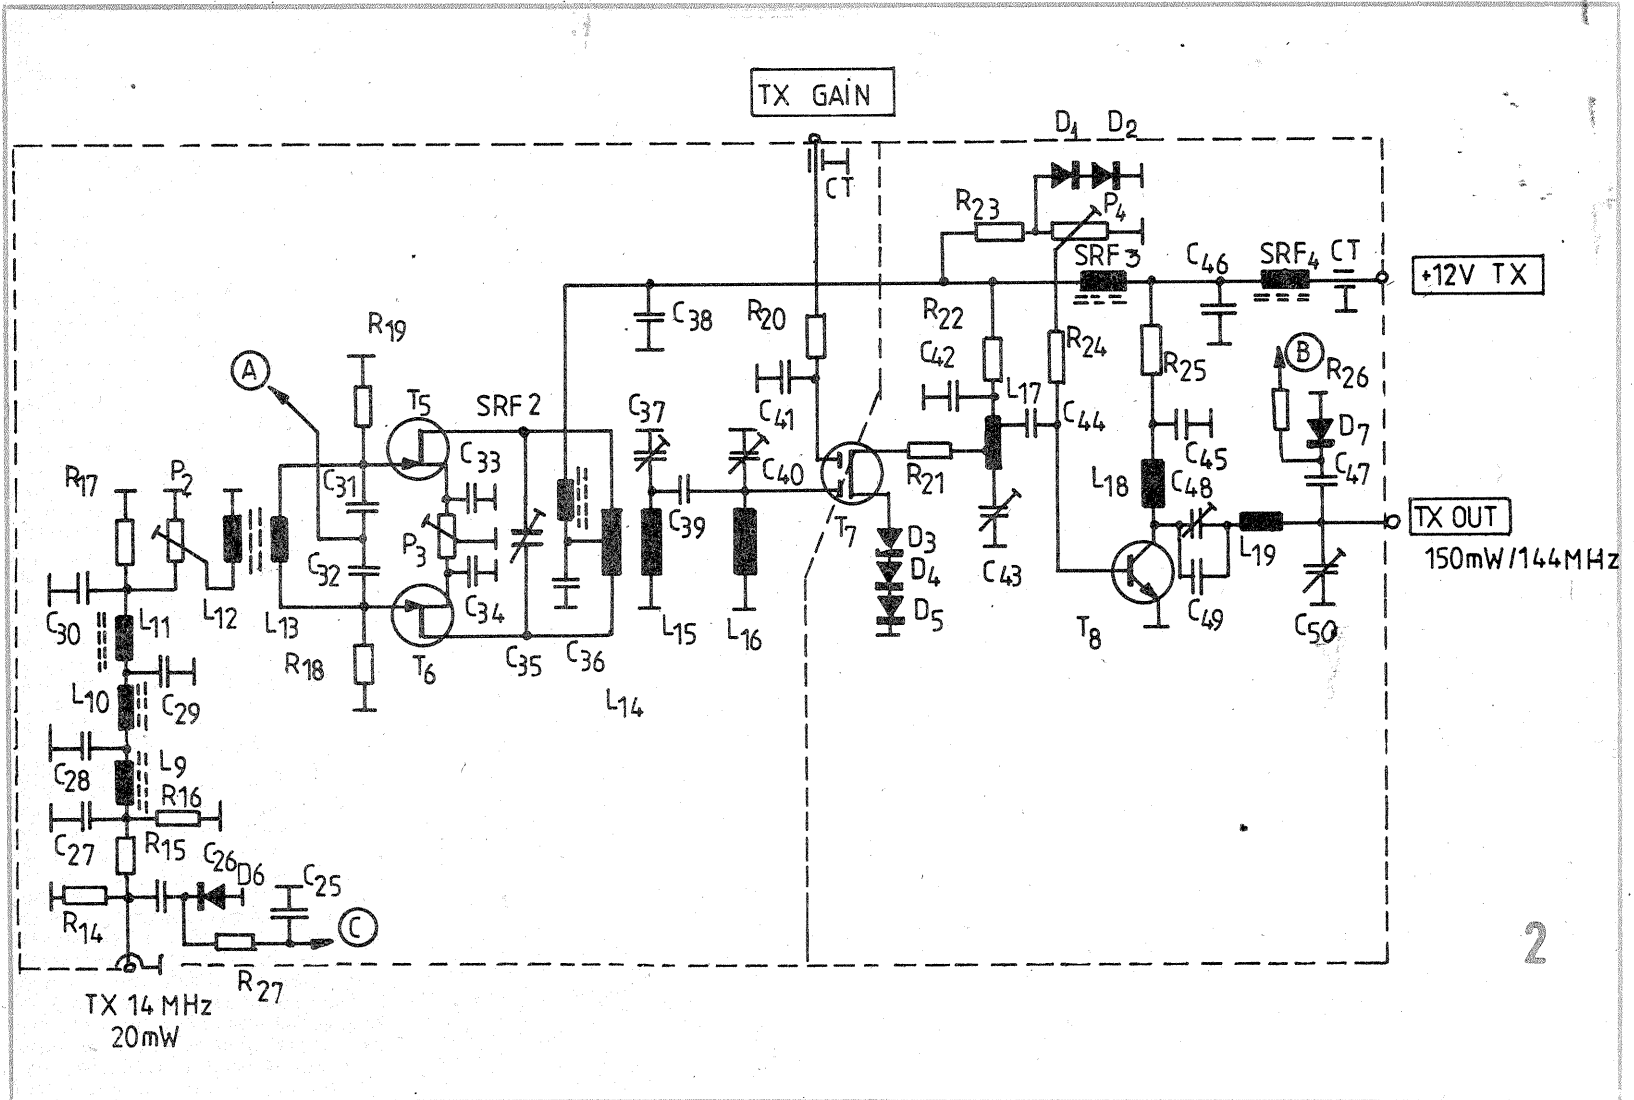 TX GAIN
D1 D2
CT
R23
P4
SRF3
C46
SRF4
CT
+12V TX
R19
C38
R20
R22
C42
R24
R25
B
R26
A
T5
SRF2
C37
C41
L17
C44
D7
R17
P2
C31
C33
C40
R21
C45
C47
L18
C48
TX OUT
150mW/144MHz
P3
C39
T7
D3
D4
D5
C43
L19
C32
C34
C30
L11
L12
L13
R18
T6
C35
C36
L15
L16
T8
C49
C50
L10
C29
L14
C28
L9
R16
C27
R15
C26
D6
C25
R14
C
R27
TX 14 MHz
20mW
2